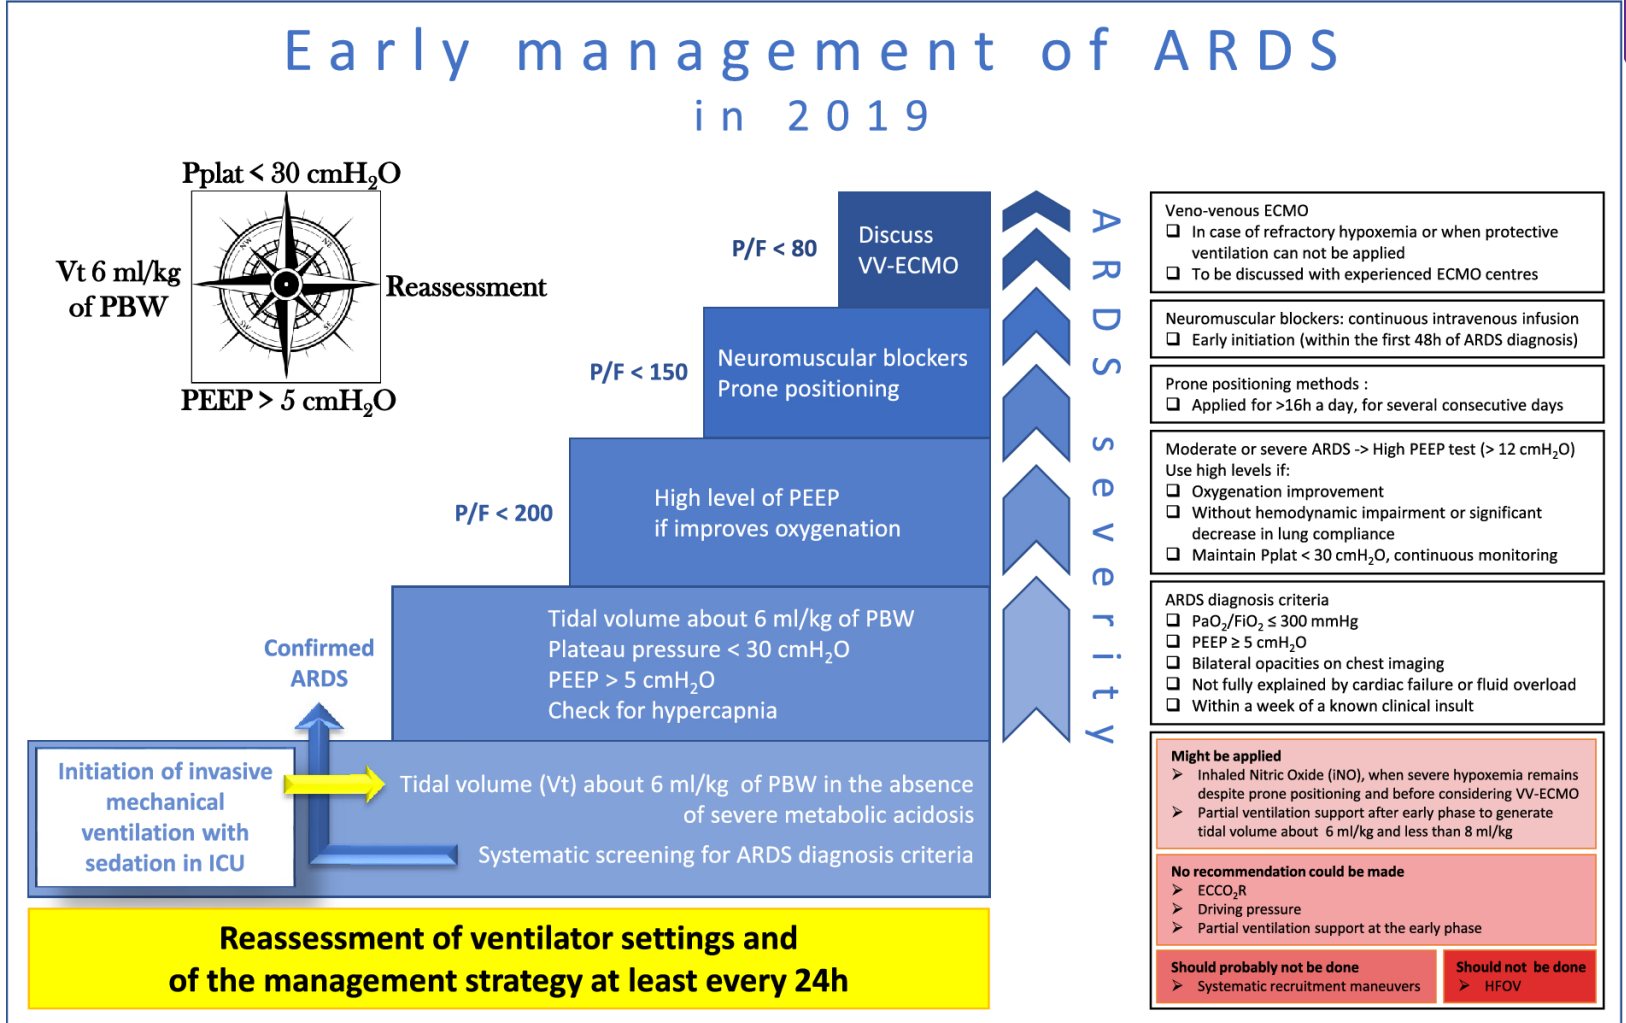 Early management of ARDS
in 2019
Pplat < 30 cmH₂O
Vt 6 ml/kg
of PBW
Reassessment
PEEP > 5 cmH₂O
NW
NE
SW
SE
P/F < 80
Discuss
VV-ECMO
P/F < 150
Neuromuscular blockers
Prone positioning
P/F < 200
High level of PEEP
if improves oxygenation
Tidal volume about 6 ml/kg of PBW
Plateau pressure < 30 cmH₂O
PEEP > 5 cmH₂O
Check for hypercapnia
Confirmed
ARDS
Initiation of invasive
mechanical
ventilation with
sedation in ICU
Tidal volume (Vt) about 6 ml/kg of PBW in the absence
of severe metabolic acidosis
Systematic screening for ARDS diagnosis criteria
Reassessment of ventilator settings and
of the management strategy at least every 24h
ARDS severity
Veno-venous ECMO
❑ In case of refractory hypoxemia or when protective
ventilation can not be applied
❑ To be discussed with experienced ECMO centres
Neuromuscular blockers: continuous intravenous infusion
❑ Early initiation (within the first 48h of ARDS diagnosis)
Prone positioning methods :
❑ Applied for >16h a day, for several consecutive days
Moderate or severe ARDS -> High PEEP test (> 12 cmH₂O)
Use high levels if:
❑ Oxygenation improvement
❑ Without hemodynamic impairment or significant
decrease in lung compliance
❑ Maintain Pplat < 30 cmH₂O, continuous monitoring
ARDS diagnosis criteria
❑ PaO₂/FiO₂ ≤ 300 mmHg
❑ PEEP ≥ 5 cmH₂O
❑ Bilateral opacities on chest imaging
❑ Not fully explained by cardiac failure or fluid overload
❑ Within a week of a known clinical insult
Might be applied
➢ Inhaled Nitric Oxide (iNO), when severe hypoxemia remains
despite prone positioning and before considering VV-ECMO
➢ Partial ventilation support after early phase to generate
tidal volume about 6 ml/kg and less than 8 ml/kg
No recommendation could be made
➢ ECCO₂R
➢ Driving pressure
➢ Partial ventilation support at the early phase
Should probably not be done
➢ Systematic recruitment maneuvers
Should not be done
➢ HFOV